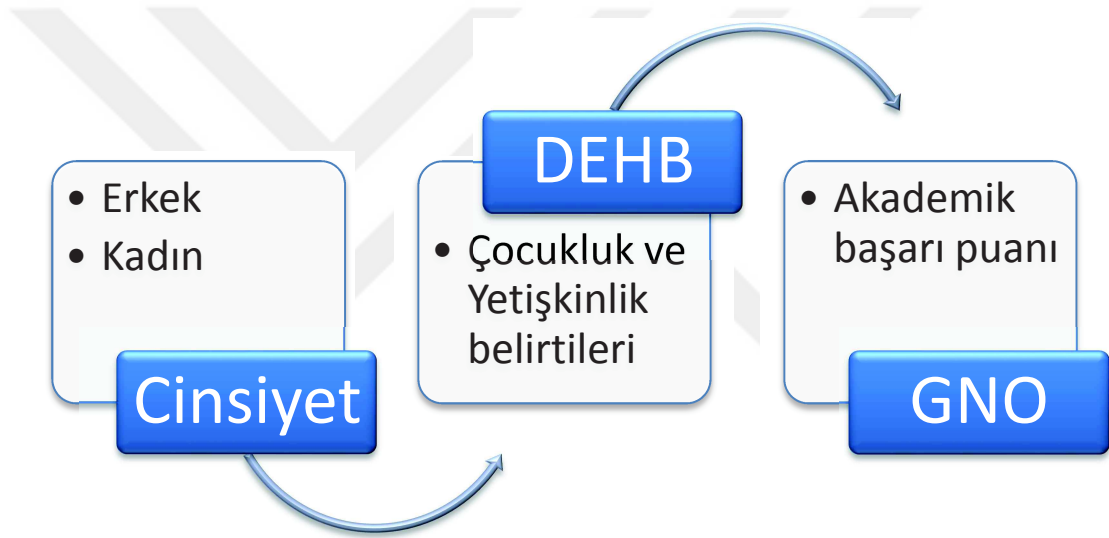 Erkek
Kadın
Cinsiyet
DEHB
Çocukluk ve
Yetişkinlik
belirtileri
Akademik
başarı puanı
GNO